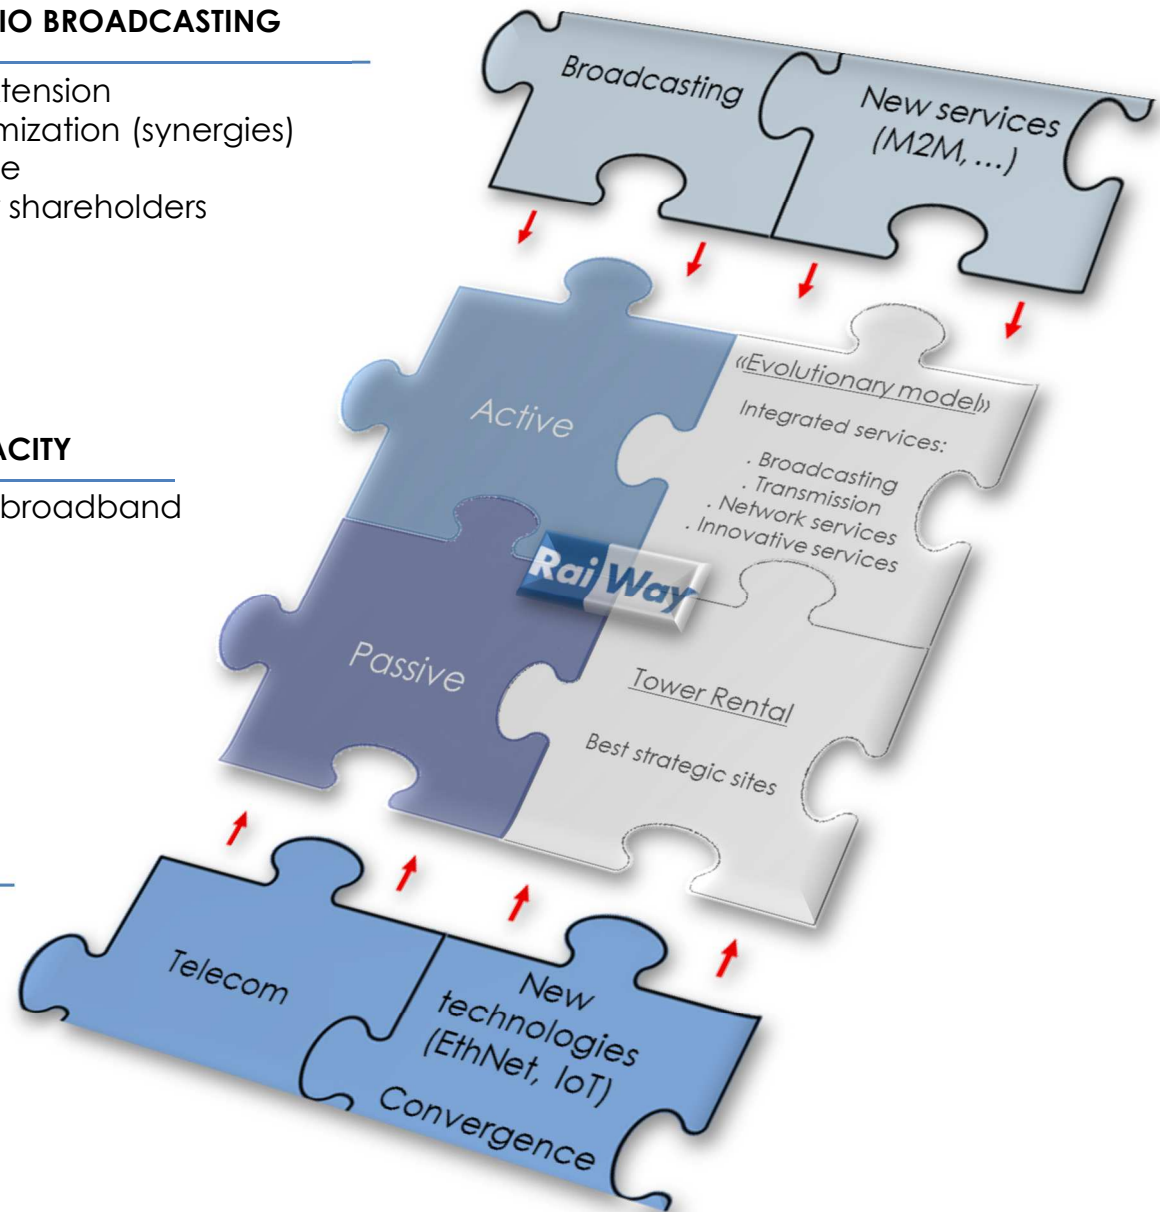 IO BROADCASTING
tension
mization (synergies)
e
shareholders
ACITY
broadband
Broadcasting
New services
(M2M, ...)
Active
«Evolutionary model»
Integrated services:
. Broadcasting
. Transmission
. Network services
. Innovative services
Rai Way
Passive
Tower Rental
Best strategic sites
Telecom
New
technologies
(EthNet, IoT)
Convergence